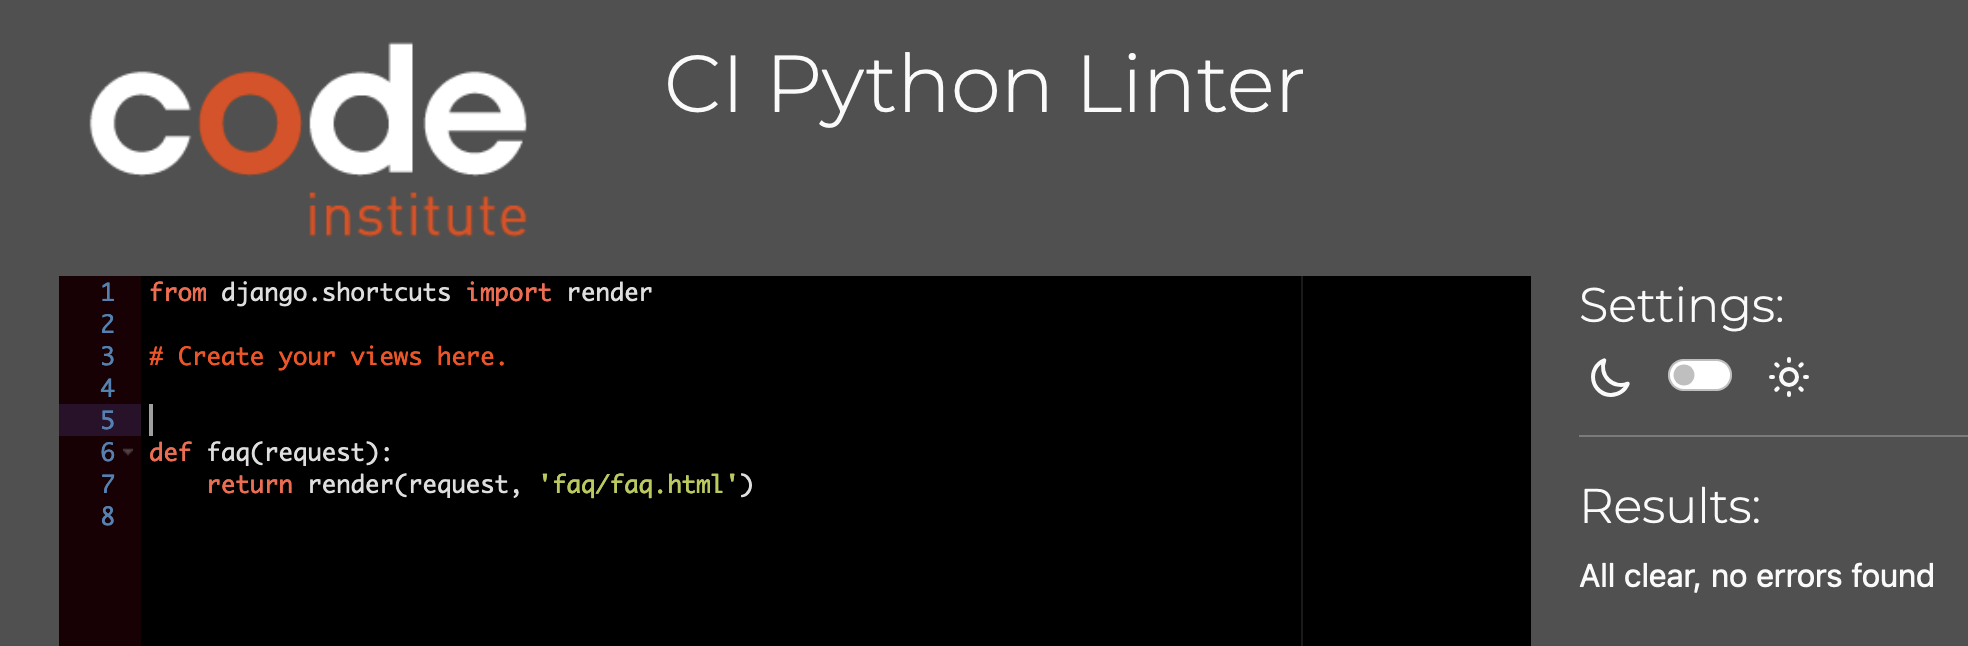 code
institute
CI Python Linter
1 from django.shortcuts import render
2
3 # Create your views here.
4
5
6 def faq(request):
7     return render(request, 'faq/faq.html')
8
Settings:
Results:
All clear, no errors found